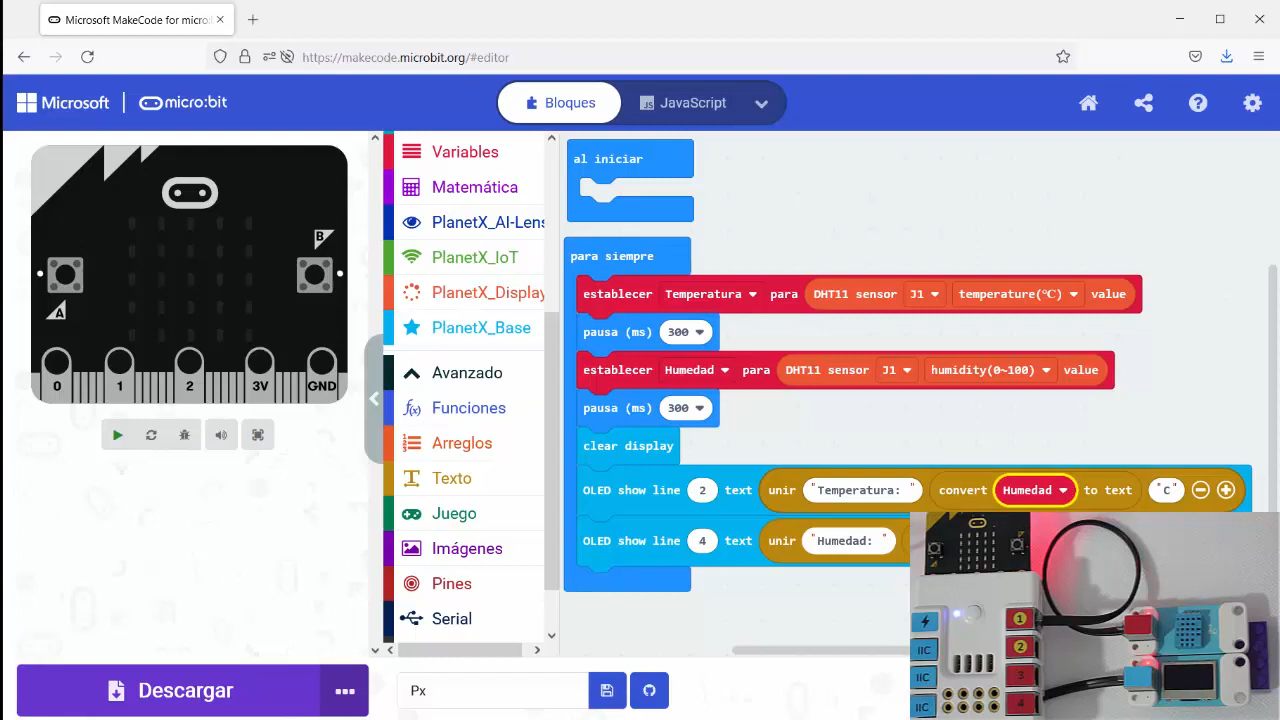 Microsoft MakeCode for micro:
https://makecode.microbit.org/#editor
Microsoft | micro:bit
Bloques
JS JavaScript
A
B
0 1 2 3V GND
Variables
Matemática
PlanetX_AI-Lens
PlanetX_IoT
PlanetX_Display
PlanetX_Base
Avanzado
f(x) Funciones
Arreglos
T Texto
Juego
Imágenes
Pines
Serial
al iniciar
para siempre
establecer Temperatura para DHT11 sensor J1 temperature(℃) value
pausa (ms) 300
establecer Humedad para DHT11 sensor J1 humidity(0~100) value
pausa (ms) 300
clear display
OLED show line 2 text unir "Temperatura: " convert Humedad to text "C
OLED show line 4 text unir "Humedad: "
IIC
IIC
IIC
1
2
3
4
Descargar
Px